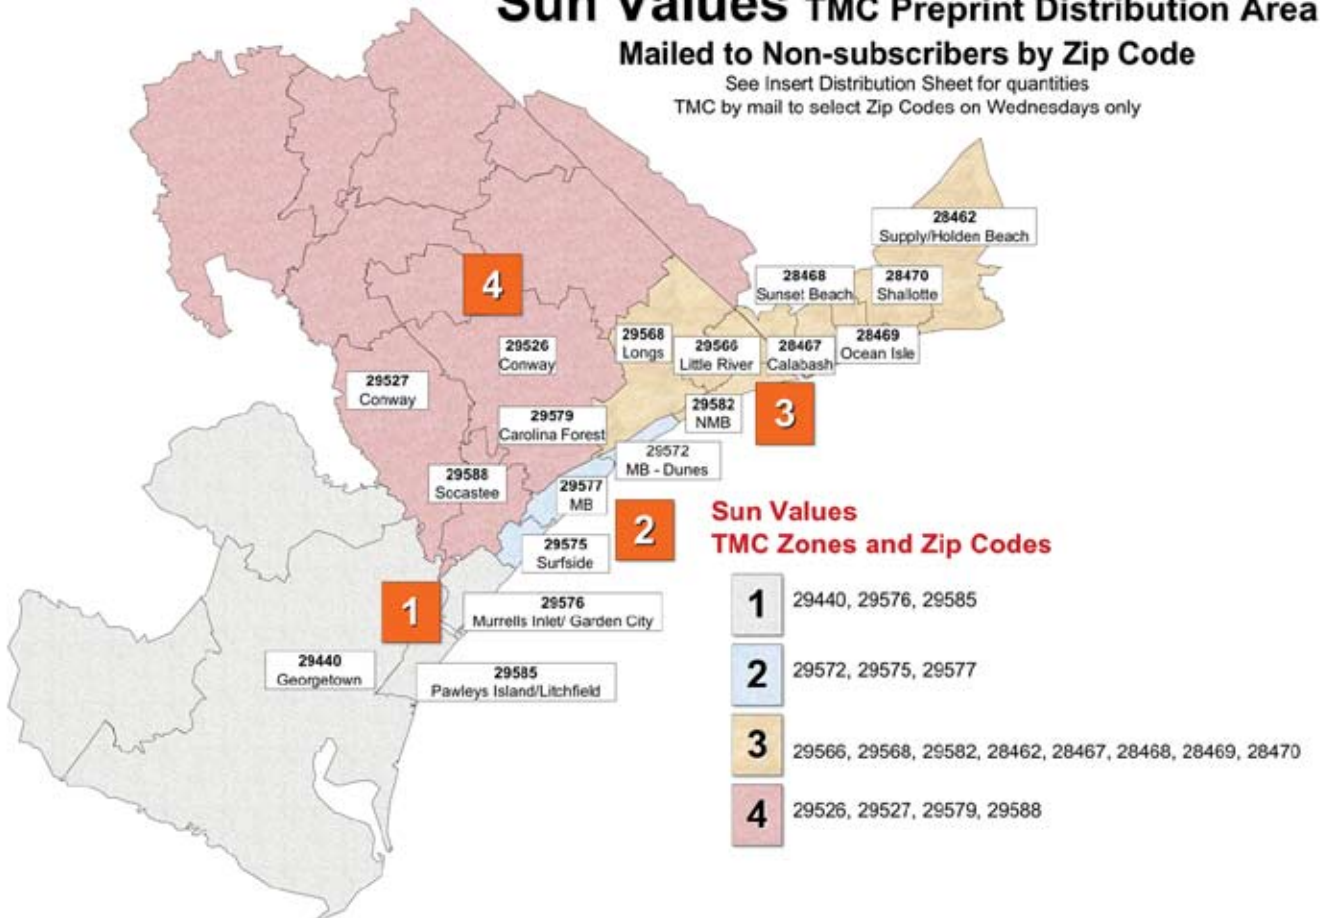 Sun Values TMC Preprint Distribution Area
Mailed to Non-subscribers by Zip Code
See Insert Distribution Sheet for quantities
TMC by mail to select Zip Codes on Wednesdays only
28462
Supply/Holden Beach
28468
Sunset Beach
28470
Shallotte
4
29568
Longs
29566
Little River
28467
Calabash
28469
Ocean Isle
29526
Conway
29527
Conway
29579
Carolina Forest
29582
NMB
3
29572
MB - Dunes
29588
Socastee
29577
MB
2
29575
Surfside
1
29576
Murrells Inlet/ Garden City
29440
Georgetown
29585
Pawleys Island/Litchfield
Sun Values
TMC Zones and Zip Codes
1 29440, 29576, 29585
2 29572, 29575, 29577
3 29566, 29568, 29582, 28462, 28467, 28468, 28469, 28470
4 29526, 29527, 29579, 29588